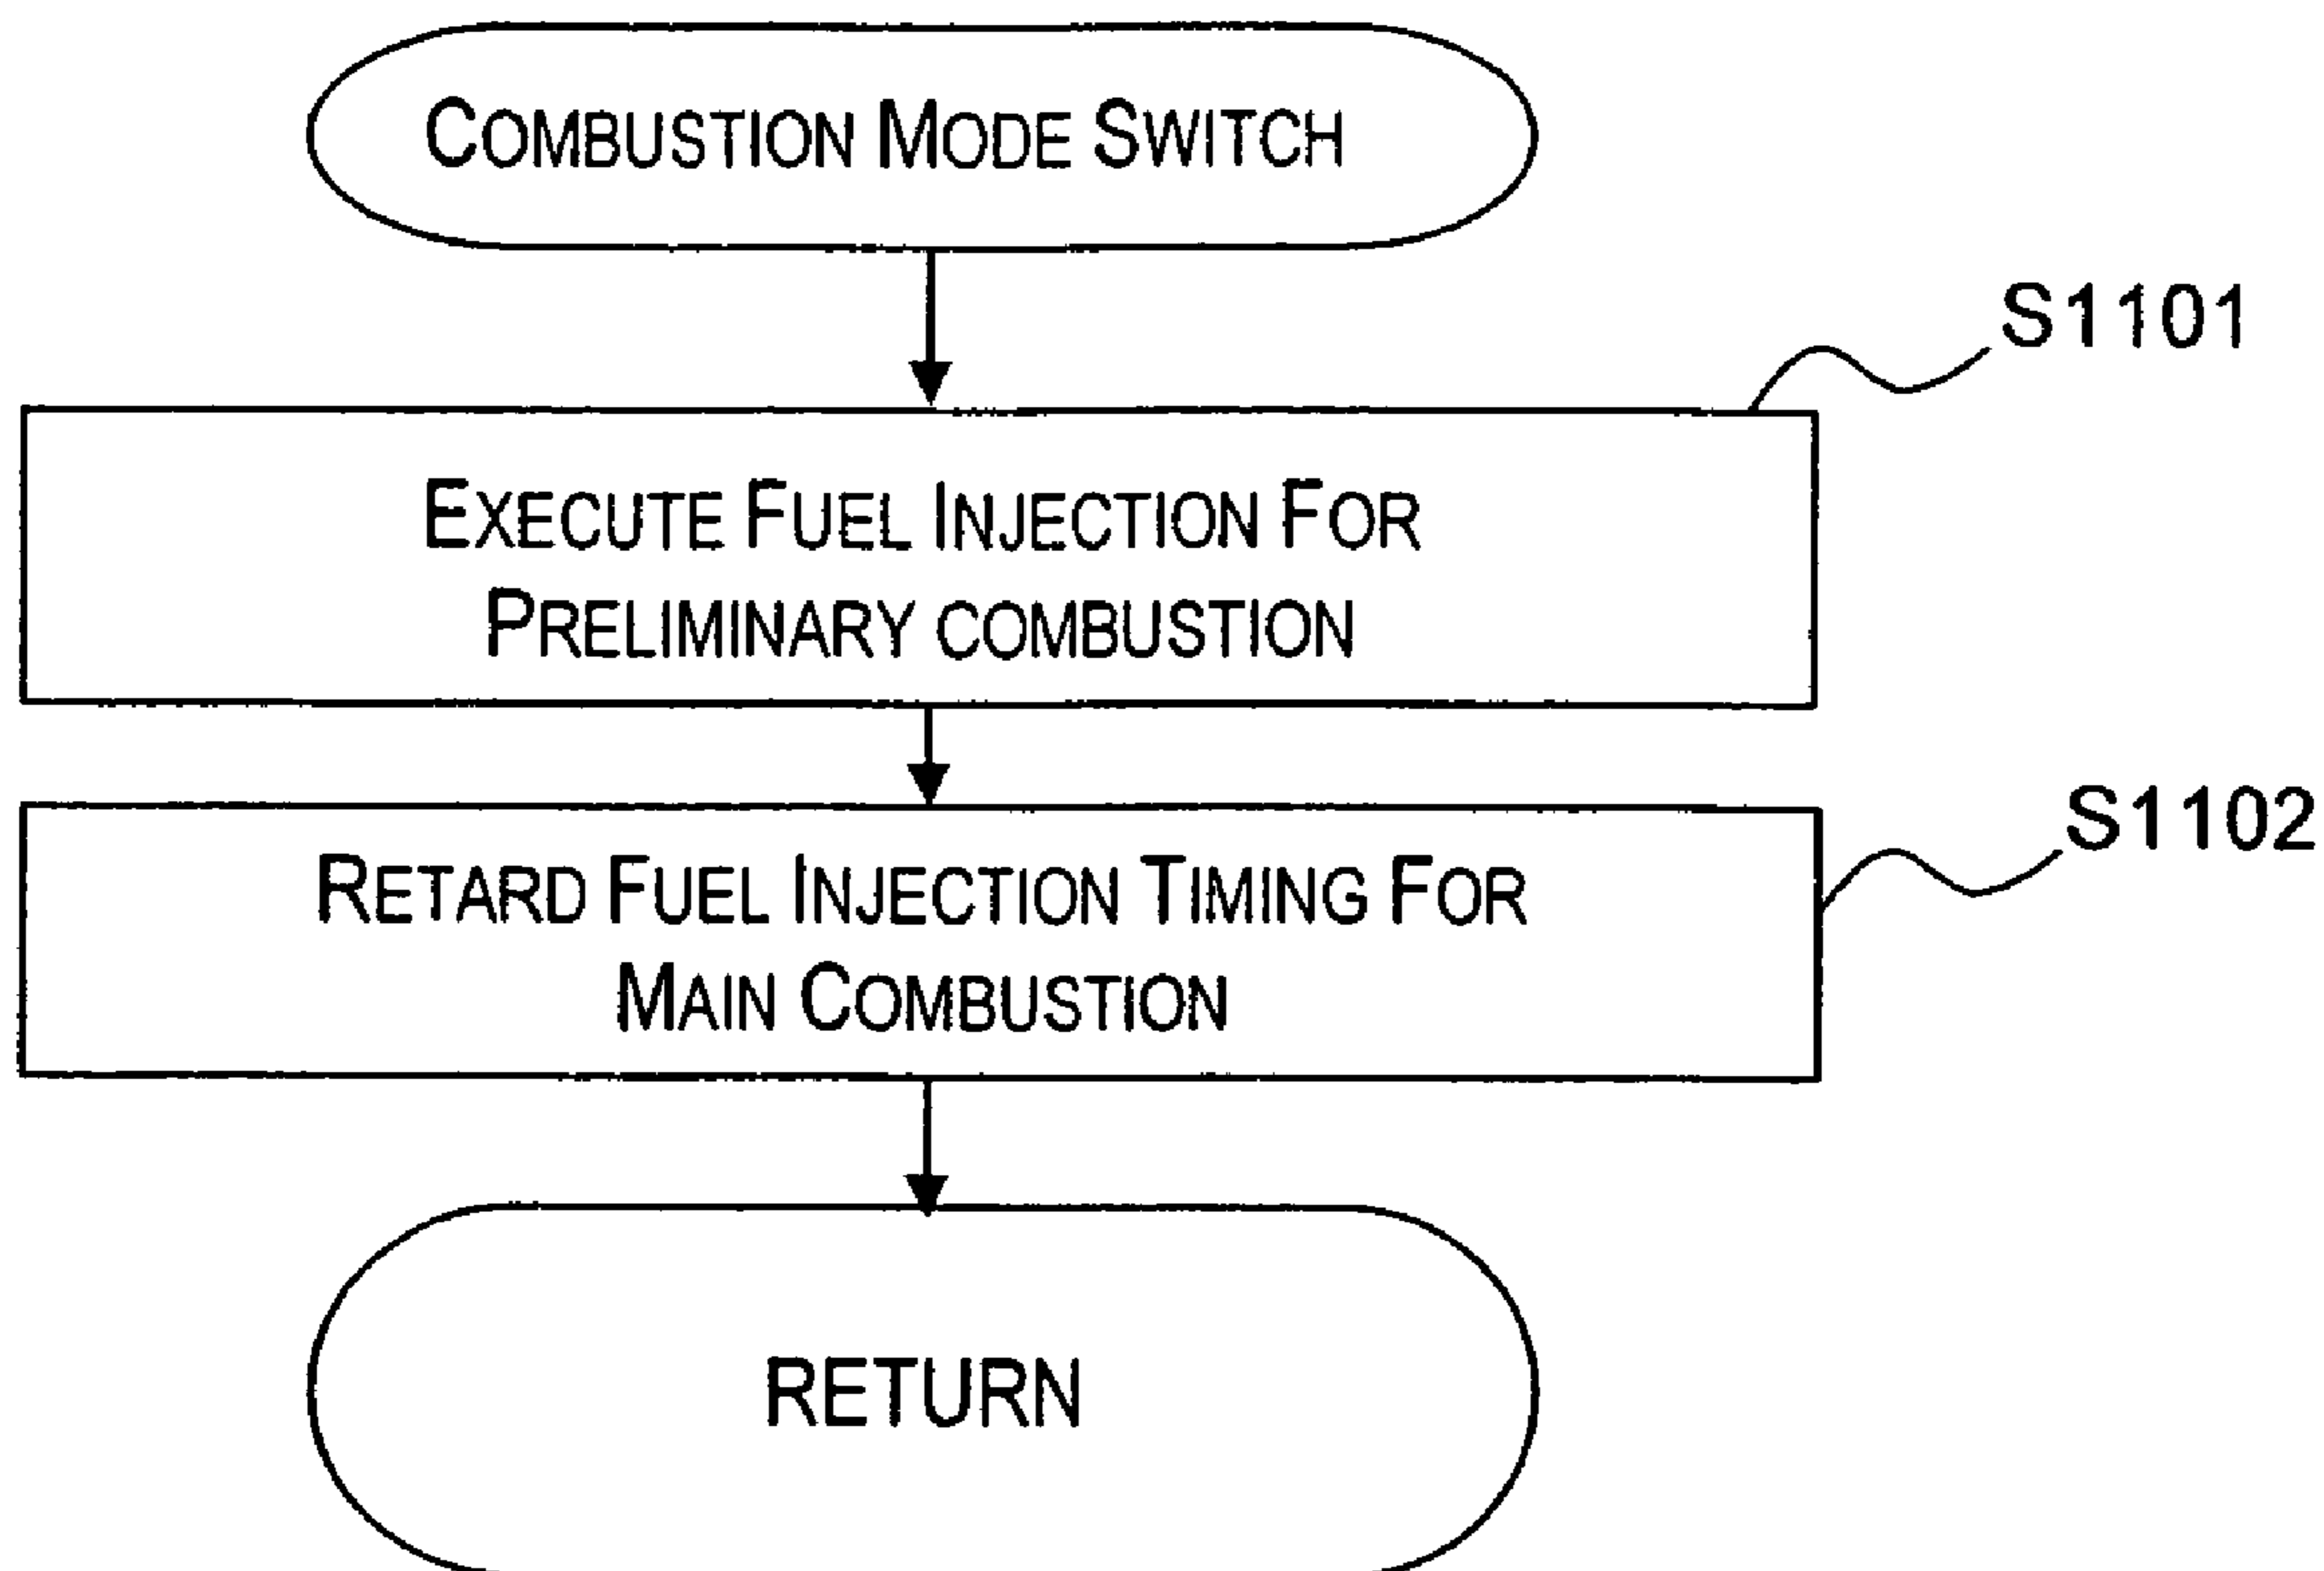 COMBUSTION MODE SWITCH
S1101
EXECUTE FUEL INJECTION FOR
PRELIMINARY COMBUSTION
S1102
RETARD FUEL INJECTION TIMING FOR
MAIN COMBUSTION
RETURN